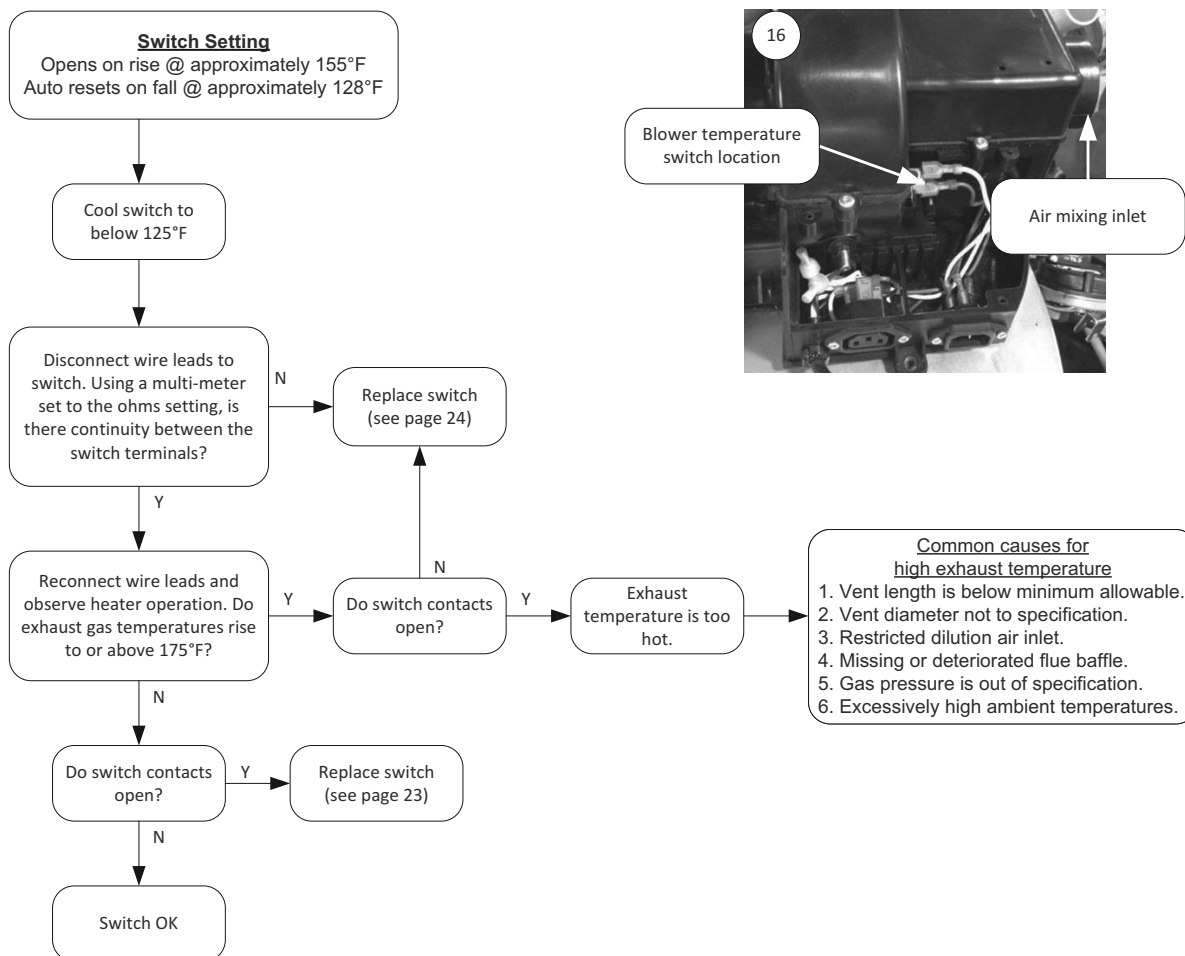 Switch Setting
Opens on rise @ approximately 155°F
Auto resets on fall @ approximately 128°F
16
Blower temperature
switch location
Air mixing inlet
Cool switch to
below 125°F
Disconnect wire leads to
switch. Using a multi-meter
set to the ohms setting, is
there continuity between the
switch terminals?
N
Replace switch
(see page 24)
Y
Reconnect wire leads and
observe heater operation. Do
exhaust gas temperatures rise
to or above 175°F?
Y
N
Do switch contacts
open?
Y
Exhaust
temperature is too
hot.
Common causes for
high exhaust temperature
1. Vent length is below minimum allowable.
2. Vent diameter not to specification.
3. Restricted dilution air inlet.
4. Missing or deteriorated flue baffle.
5. Gas pressure is out of specification.
6. Excessively high ambient temperatures.
N
Do switch contacts
open?
Y
Replace switch
(see page 23)
N
Switch OK